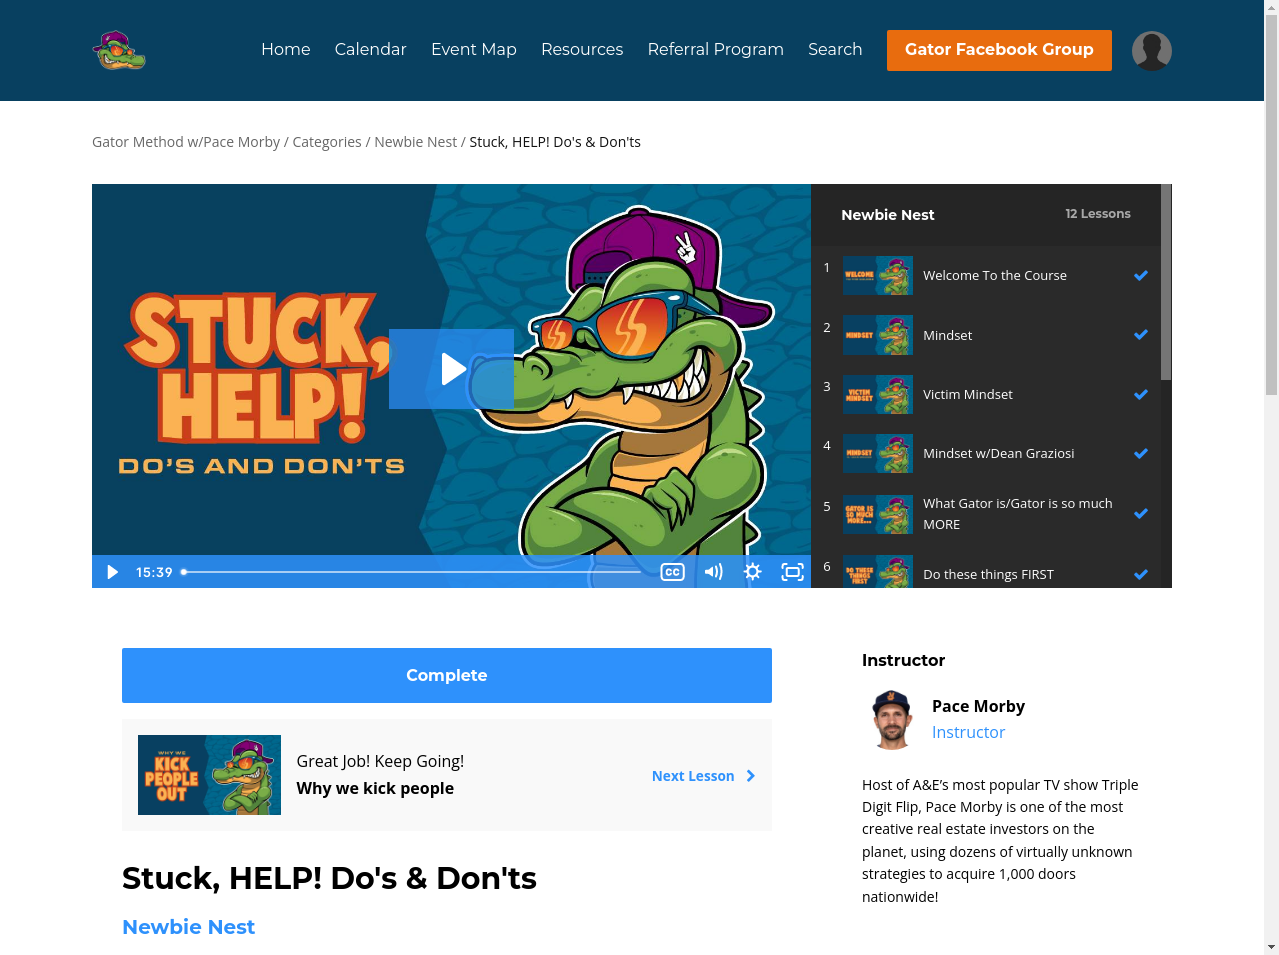 Home Calendar Event Map Resources Referral Program Search Gator Facebook Group
Gator Method w/Pace Morby / Categories / Newbie Nest / Stuck, HELP! Do's & Don'ts
STUCK,
HELP!
DO'S AND DON'TS
15:39
CC
Newbie Nest 12 Lessons
1 WELCOME Welcome To the Course
2 MINDSET Mindset
3 VICTIM MINDSET Victim Mindset
4 MINDSET Mindset w/Dean Graziosi
5 GATOR IS SO MUCH MORE... What Gator is/Gator is so much
MORE
6 DO THESE THINGS FIRST Do these things FIRST
Complete
WHY WE
KICK
PEOPLE
OUT
Great Job! Keep Going!
Why we kick people
Next Lesson
Stuck, HELP! Do's & Don'ts
Newbie Nest
Instructor
Pace Morby
Instructor
Host of A&E’s most popular TV show Triple
Digit Flip, Pace Morby is one of the most
creative real estate investors on the
planet, using dozens of virtually unknown
strategies to acquire 1,000 doors
nationwide!